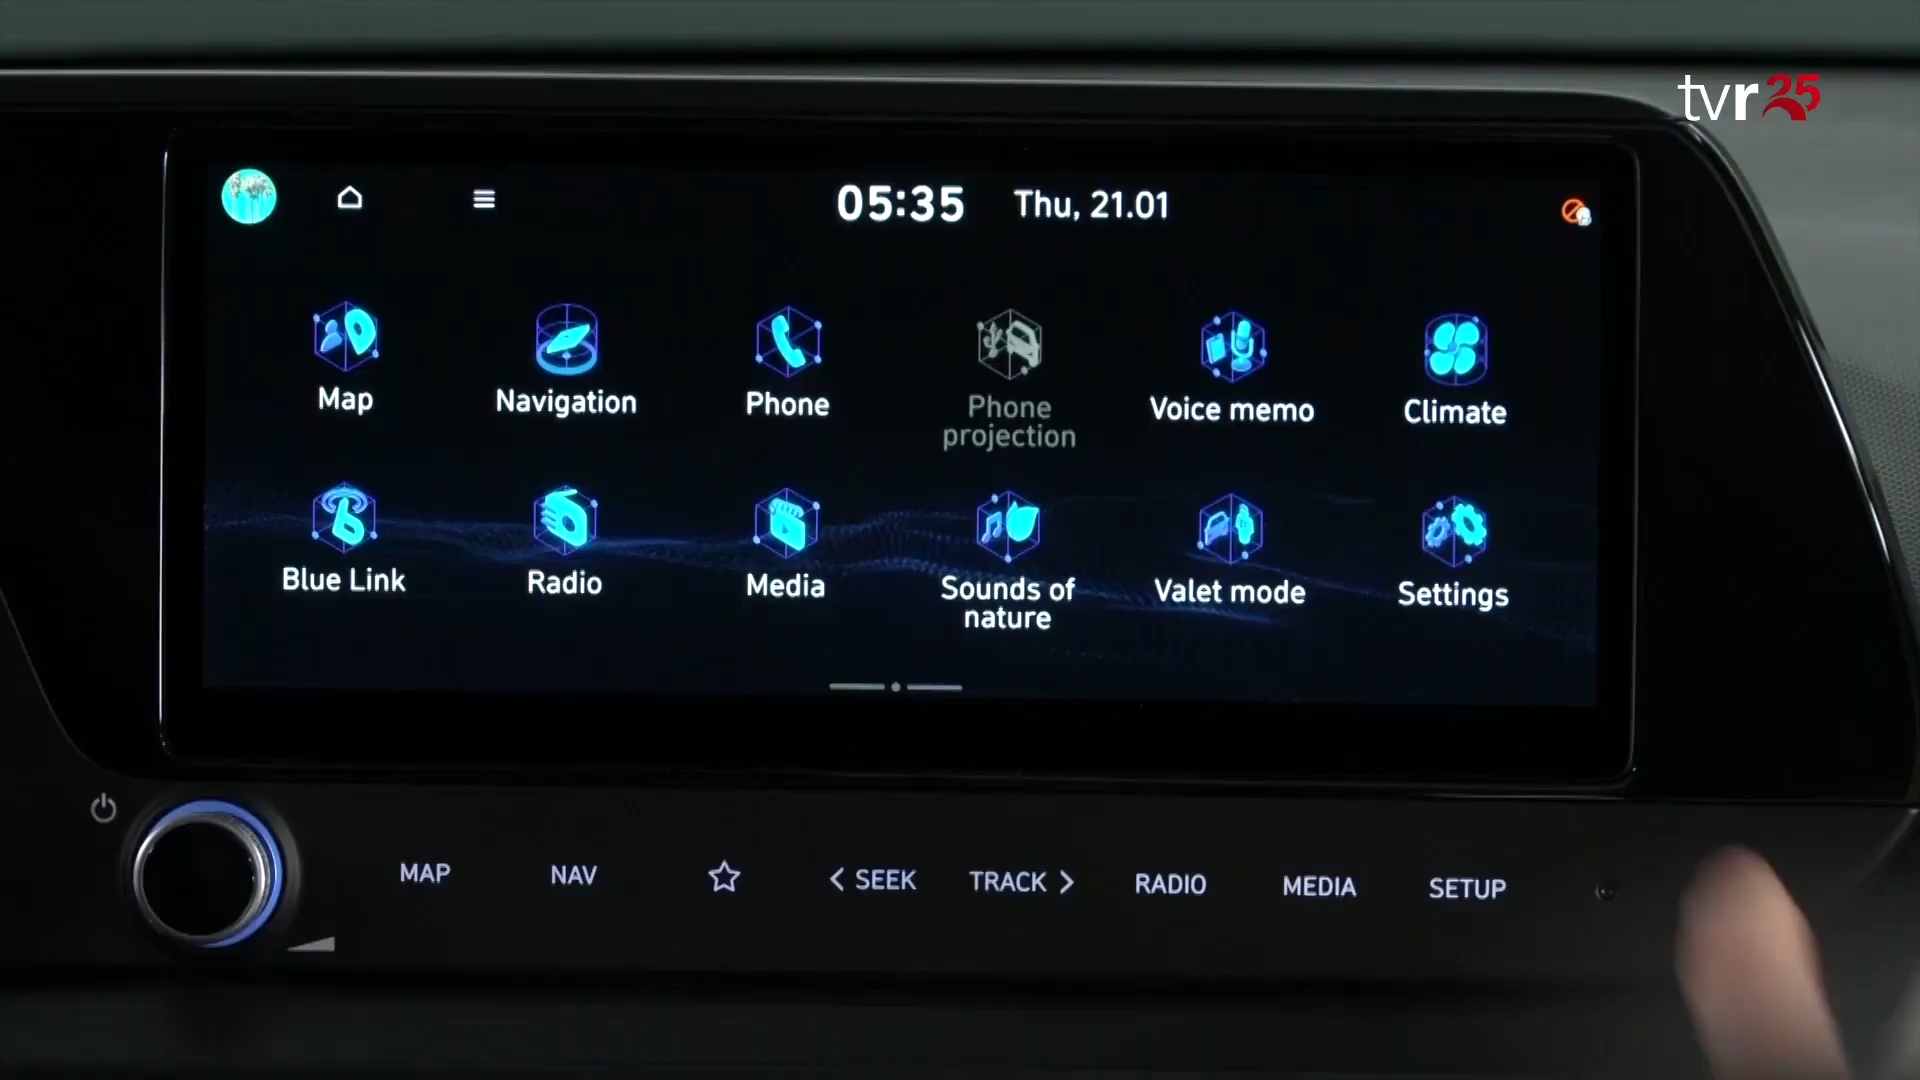 tvr25
05:35 Thu, 21.01
Map
Navigation
Phone
Phone
projection
Voice memo
Climate
Blue Link
Radio
Media
Sounds of
nature
Valet mode
Settings
MAP
NAV
< SEEK
TRACK >
RADIO
MEDIA
SETUP